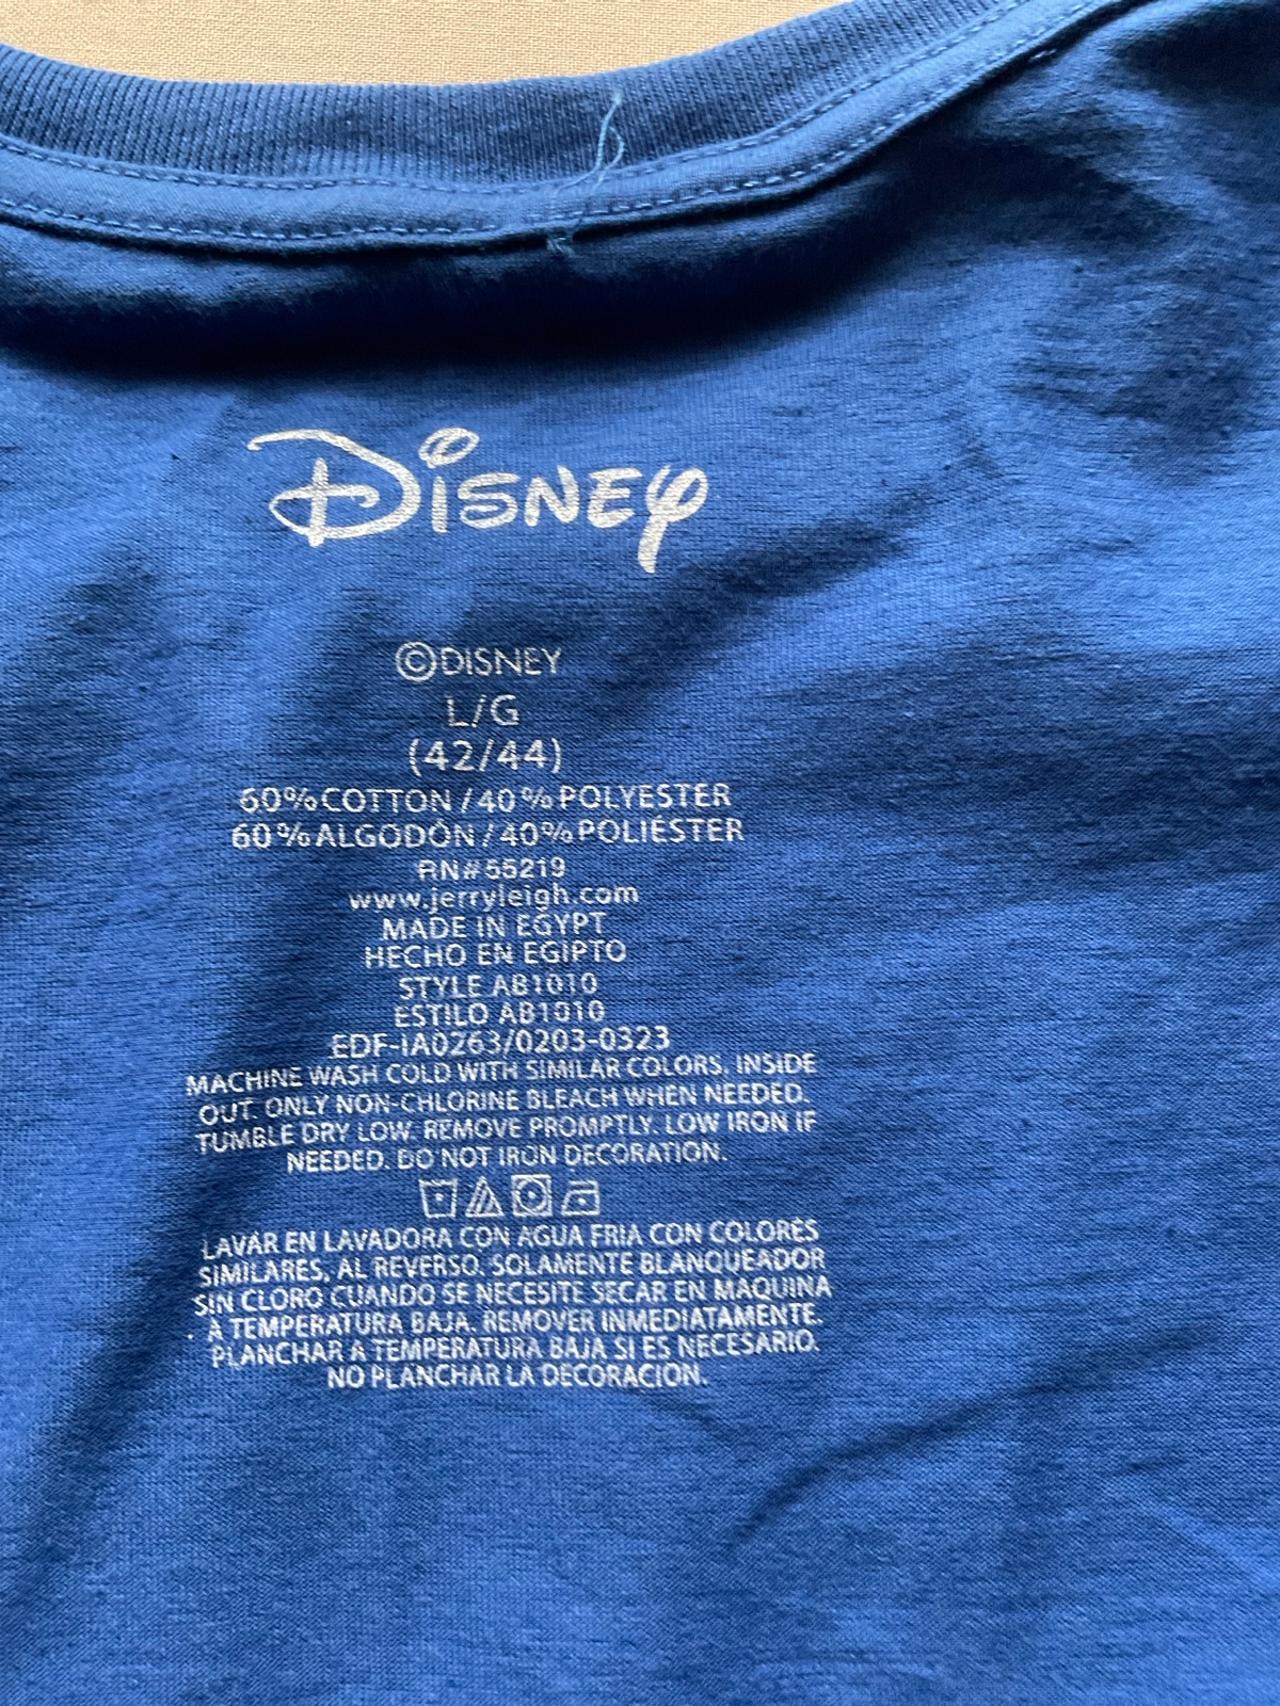 Disney
©DISNEY
L/G
(42/44)
60% COTTON / 40% POLYESTER
60% ALGODÓN / 40% POLIÉSTER
RN# 55219
www.jerryleigh.com
MADE IN EGYPT
HECHO EN EGIPTO
STYLE AB1010
ESTILO AB1010
EDF-IA0263/0203-0323
MACHINE WASH COLD WITH SIMILAR COLORS. INSIDE
OUT. ONLY NON-CHLORINE BLEACH WHEN NEEDED.
TUMBLE DRY LOW. REMOVE PROMPTLY. LOW IRON IF
NEEDED. DO NOT IRON DECORATION.
LAVAR EN LAVADORA CON AGUA FRIA CON COLORES
SIMILARES, AL REVERSO. SOLAMENTE BLANQUEADOR
SIN CLORO CUANDO SE NECESITE SECAR EN MAQUINA
A TEMPERATURA BAJA. REMOVER INMEDIATAMENTE.
PLANCHAR A TEMPERATURA BAJA SI ES NECESARIO.
NO PLANCHAR LA DECORACION.